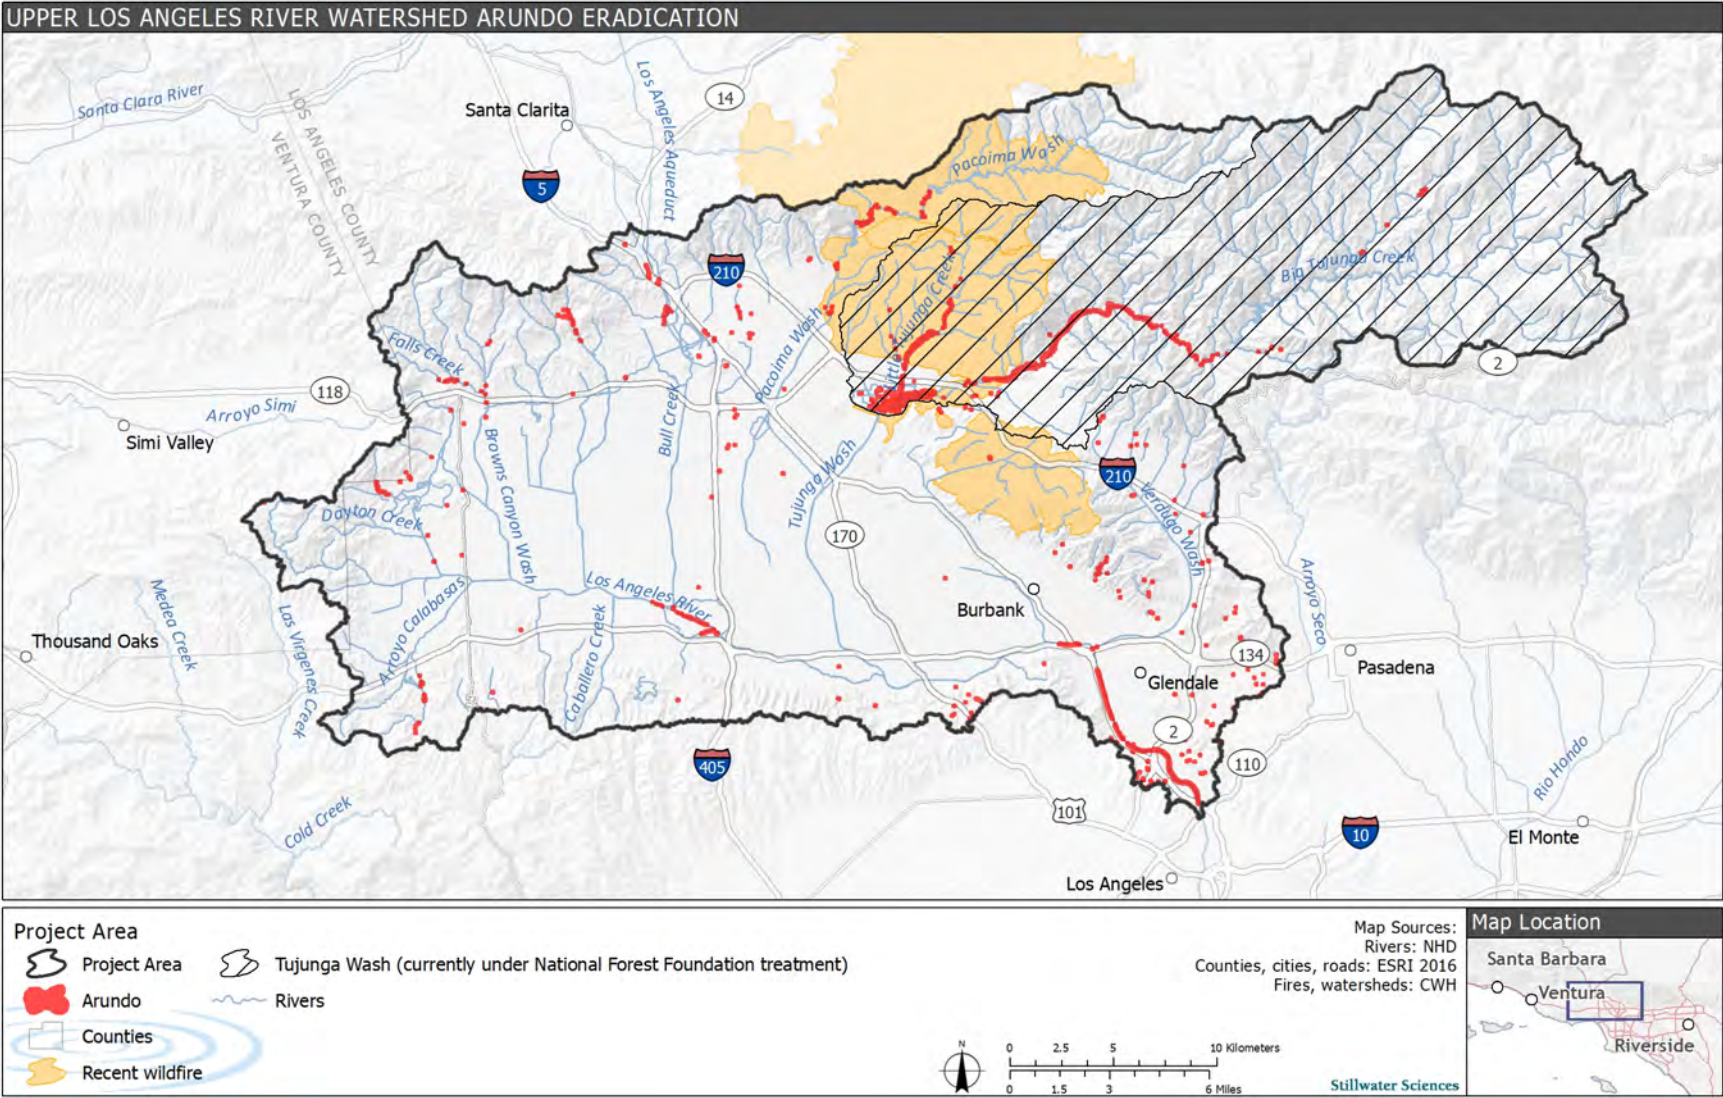 UPPER LOS ANGELES RIVER WATERSHED ARUNDO ERADICATION
Santa Clara River
LOS ANGELES COUNTY
VENTURA COUNTY
Santa Clarita
Los Angeles Aqueduct
14
5
Pacoima Wash
210
Big Tujunga Creek
Little Tujunga Creek
2
Falls Creek
118
Arroyo Simi
Simi Valley
Pacoima Wash
Bull Creek
Browns Canyon Wash
Tujunga Wash
210
Verdugo Wash
Dayton Creek
170
Arroyo Seco
Medea Creek
Las Virgenes Creek
Arroyo Calabasas
Los Angeles River
Caballero Creek
Burbank
Thousand Oaks
134
Pasadena
Glendale
2
110
405
Rio Hondo
Cold Creek
101
10
El Monte
Los Angeles
Project Area
Project Area
Tujunga Wash (currently under National Forest Foundation treatment)
Arundo
Rivers
Counties
Recent wildfire
Map Sources:
Rivers: NHD
Counties, cities, roads: ESRI 2016
Fires, watersheds: CWH
N
0 2.5 5 10 Kilometers
0 1.5 3 6 Miles
Stillwater Sciences
Map Location
Santa Barbara
Ventura
Riverside